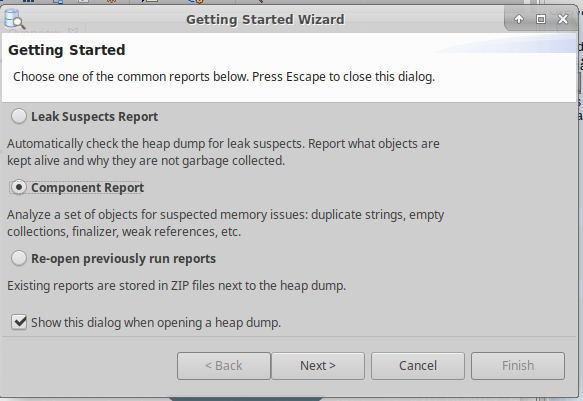 Getting Started Wizard
Getting Started
Choose one of the common reports below. Press Escape to close this dialog.
Leak Suspects Report
Automatically check the heap dump for leak suspects. Report what objects are
kept alive and why they are not garbage collected.
Component Report
Analyze a set of objects for suspected memory issues: duplicate strings, empty
collections, finalizer, weak references, etc.
Re-open previously run reports
Existing reports are stored in ZIP files next to the heap dump.
Show this dialog when opening a heap dump.
< Back
Next >
Cancel
Finish